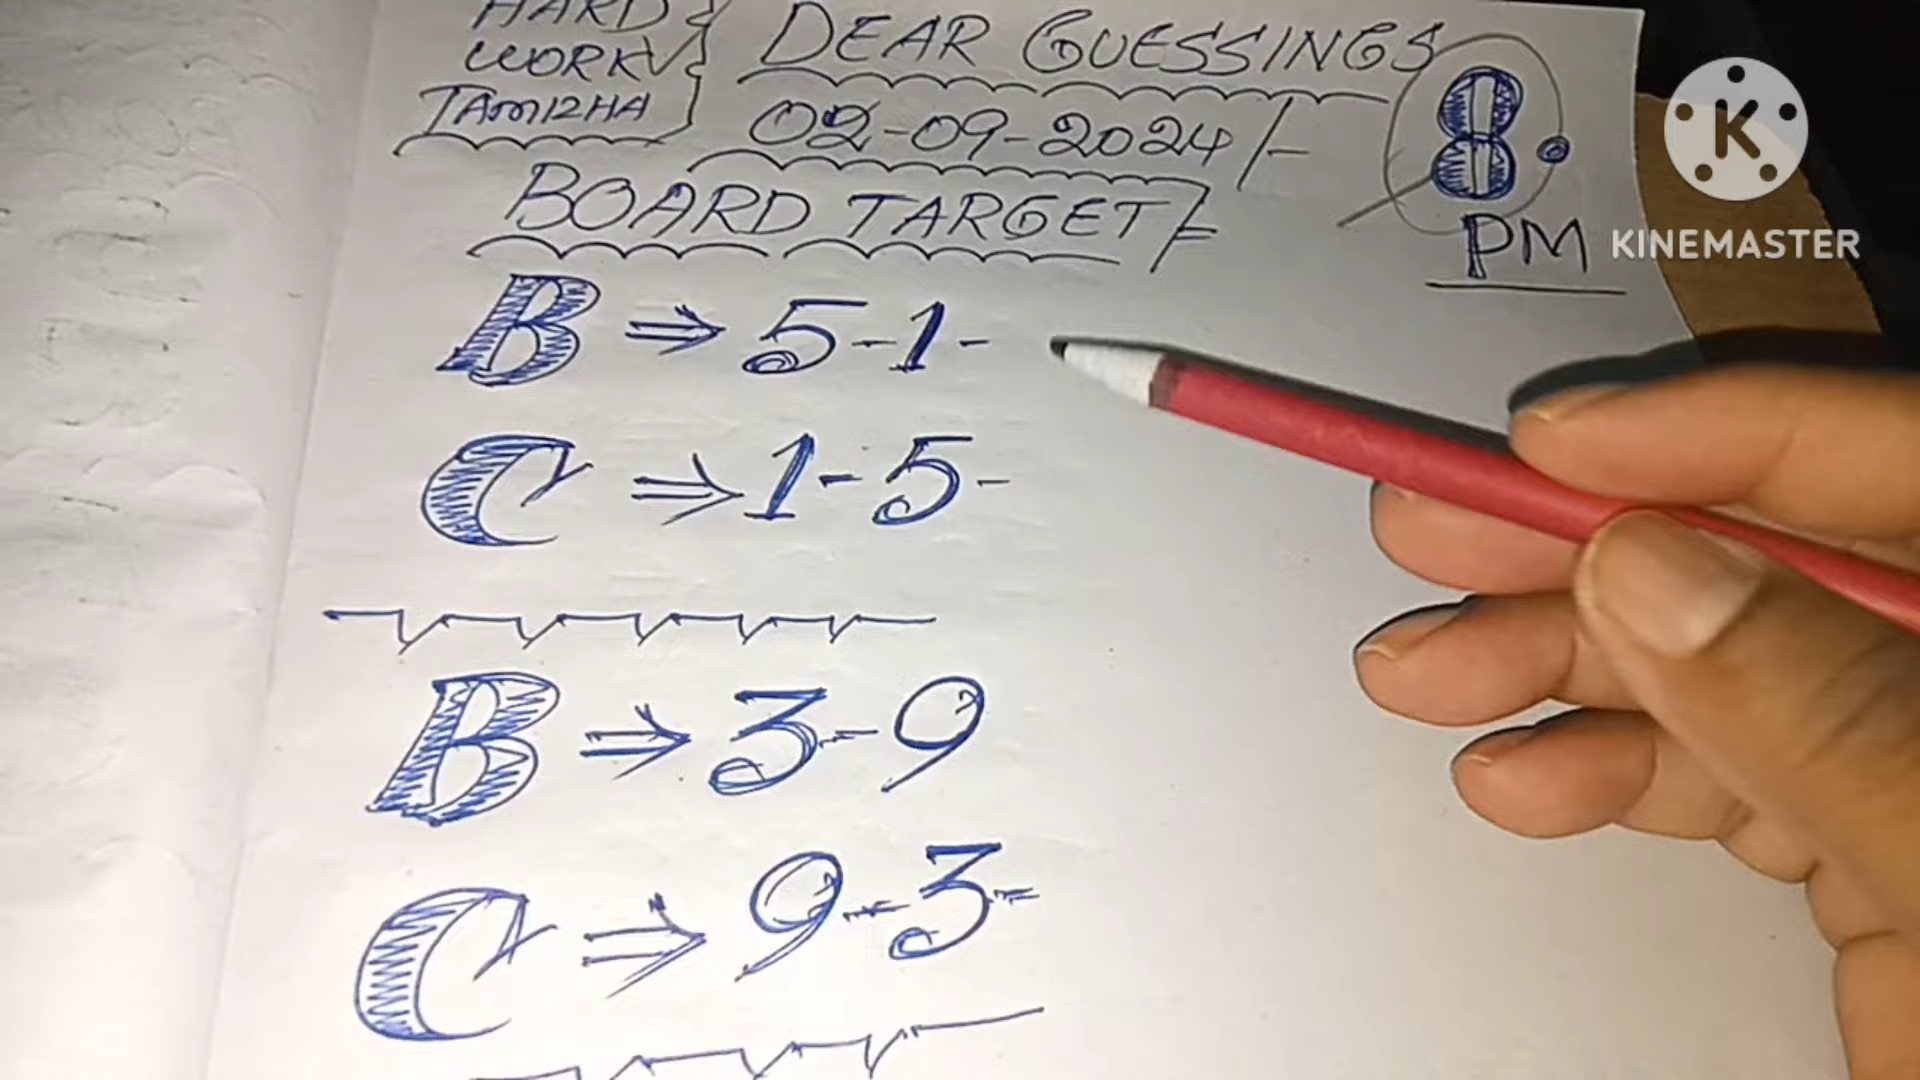 HARD
WORK
TAMIZHA
DEAR GUESSINGS
02-09-2024/-
8.
PM
BOARD TARGET/=
B ⇒ 5-1-
C ⇒ 1-5-
B ⇒ 3-9
C ⇒ 9-3=
K
KINEMASTER